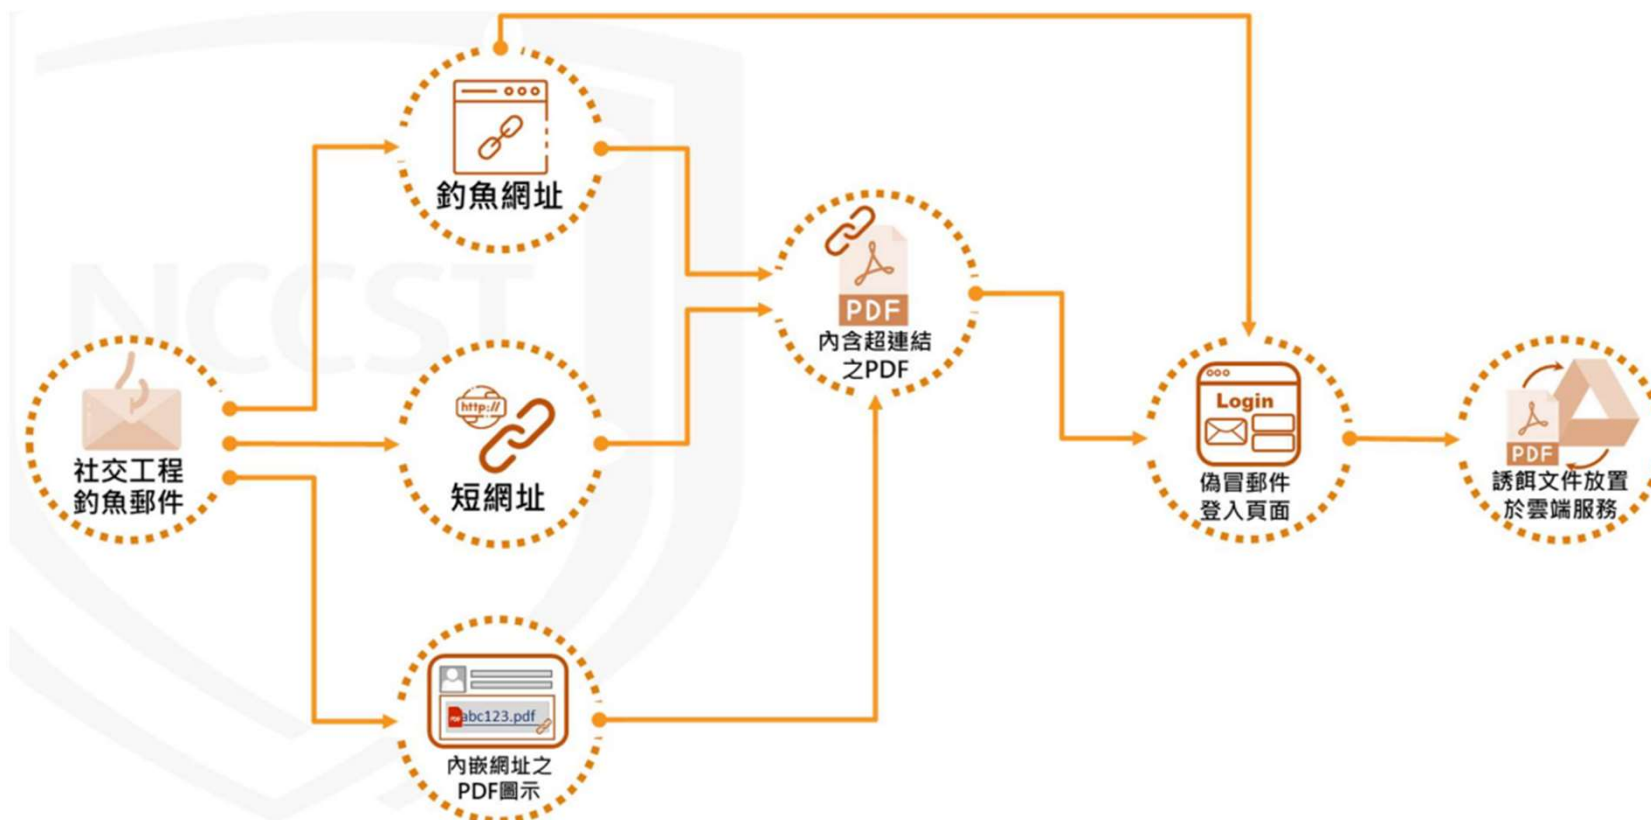 釣魚網址
NCCST
PDF
內含超連結
之PDF
社交工程
釣魚郵件
http://
短網址
Login
偽冒郵件
登入頁面
PDF
誘餌文件放置
於雲端服務
PDF
abc123.pdf
內嵌網址之
PDF圖示